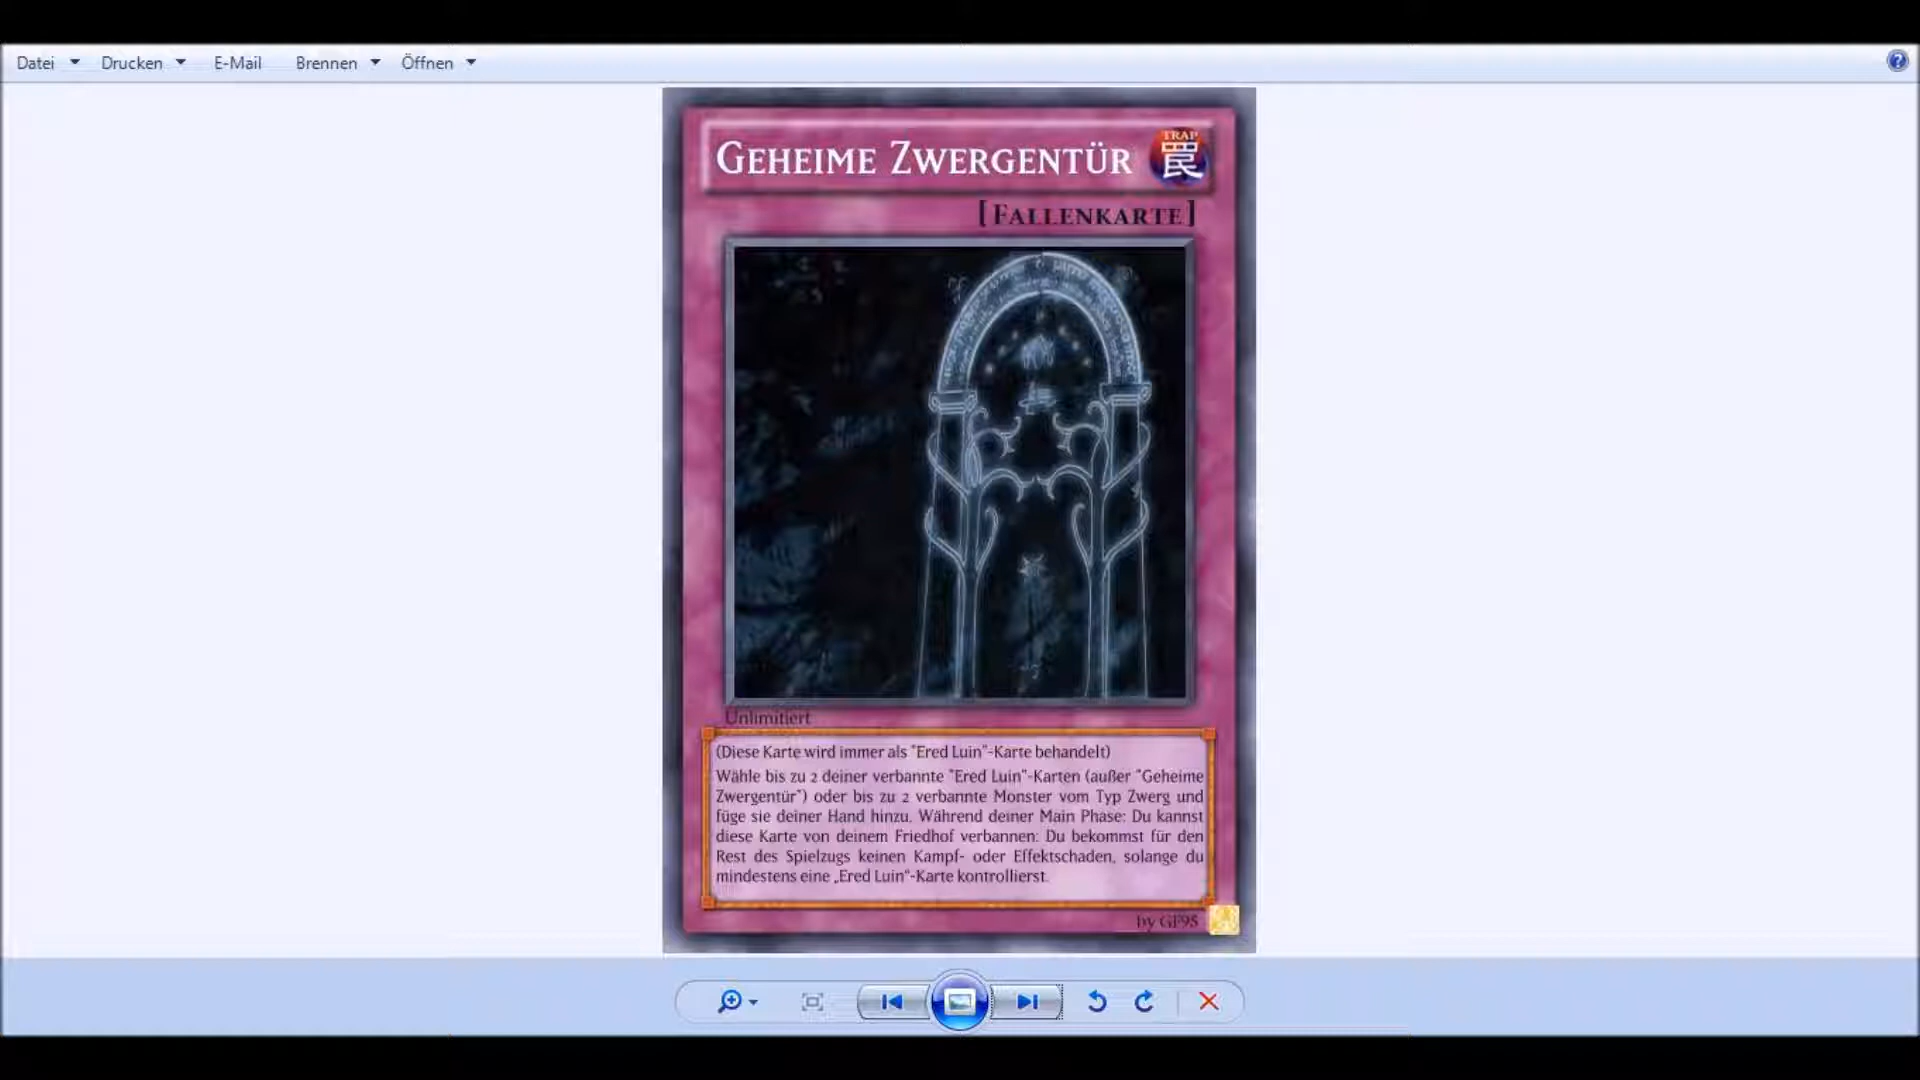 Datei Drucken E-Mail Brennen Öffnen
GEHEIME ZWERGENTÜR
TRAP
罠
[FALLENKARTE]
Unlimitiert
(Diese Karte wird immer als "Ered Luin"-Karte behandelt)
Wähle bis zu 2 deiner verbannte "Ered Luin"-Karten (außer "Geheime
Zwergentür") oder bis zu 2 verbannte Monster vom Typ Zwerg und
füge sie deiner Hand hinzu. Während deiner Main Phase: Du kannst
diese Karte von deinem Friedhof verbannen: Du bekommst für den
Rest des Spielzugs keinen Kampf- oder Effektschaden, solange du
mindestens eine „Ered Luin"-Karte kontrollierst.
by GF95